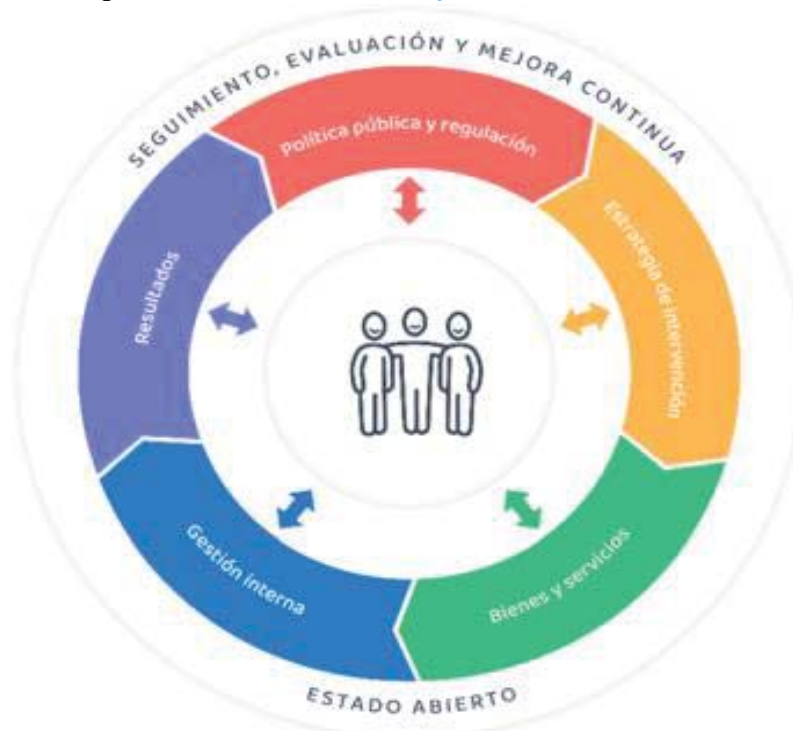 SEGUIMIENTO, EVALUACIÓN Y MEJORA CONTINUA
Política pública y regulación
Estrategia de intervención
Bienes y servicios
Gestión interna
Resultados
ESTADO ABIERTO